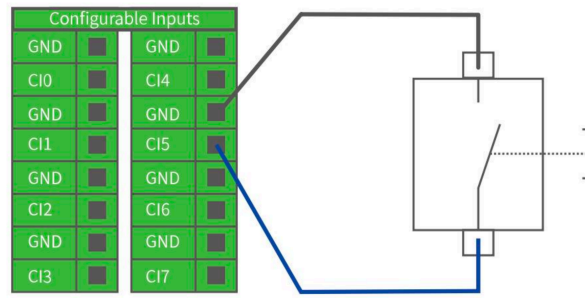 Configurable Inputs
GND GND
CI0 CI4
GND GND
CI1 CI5
GND GND
CI2 CI6
GND GND
CI3 CI7